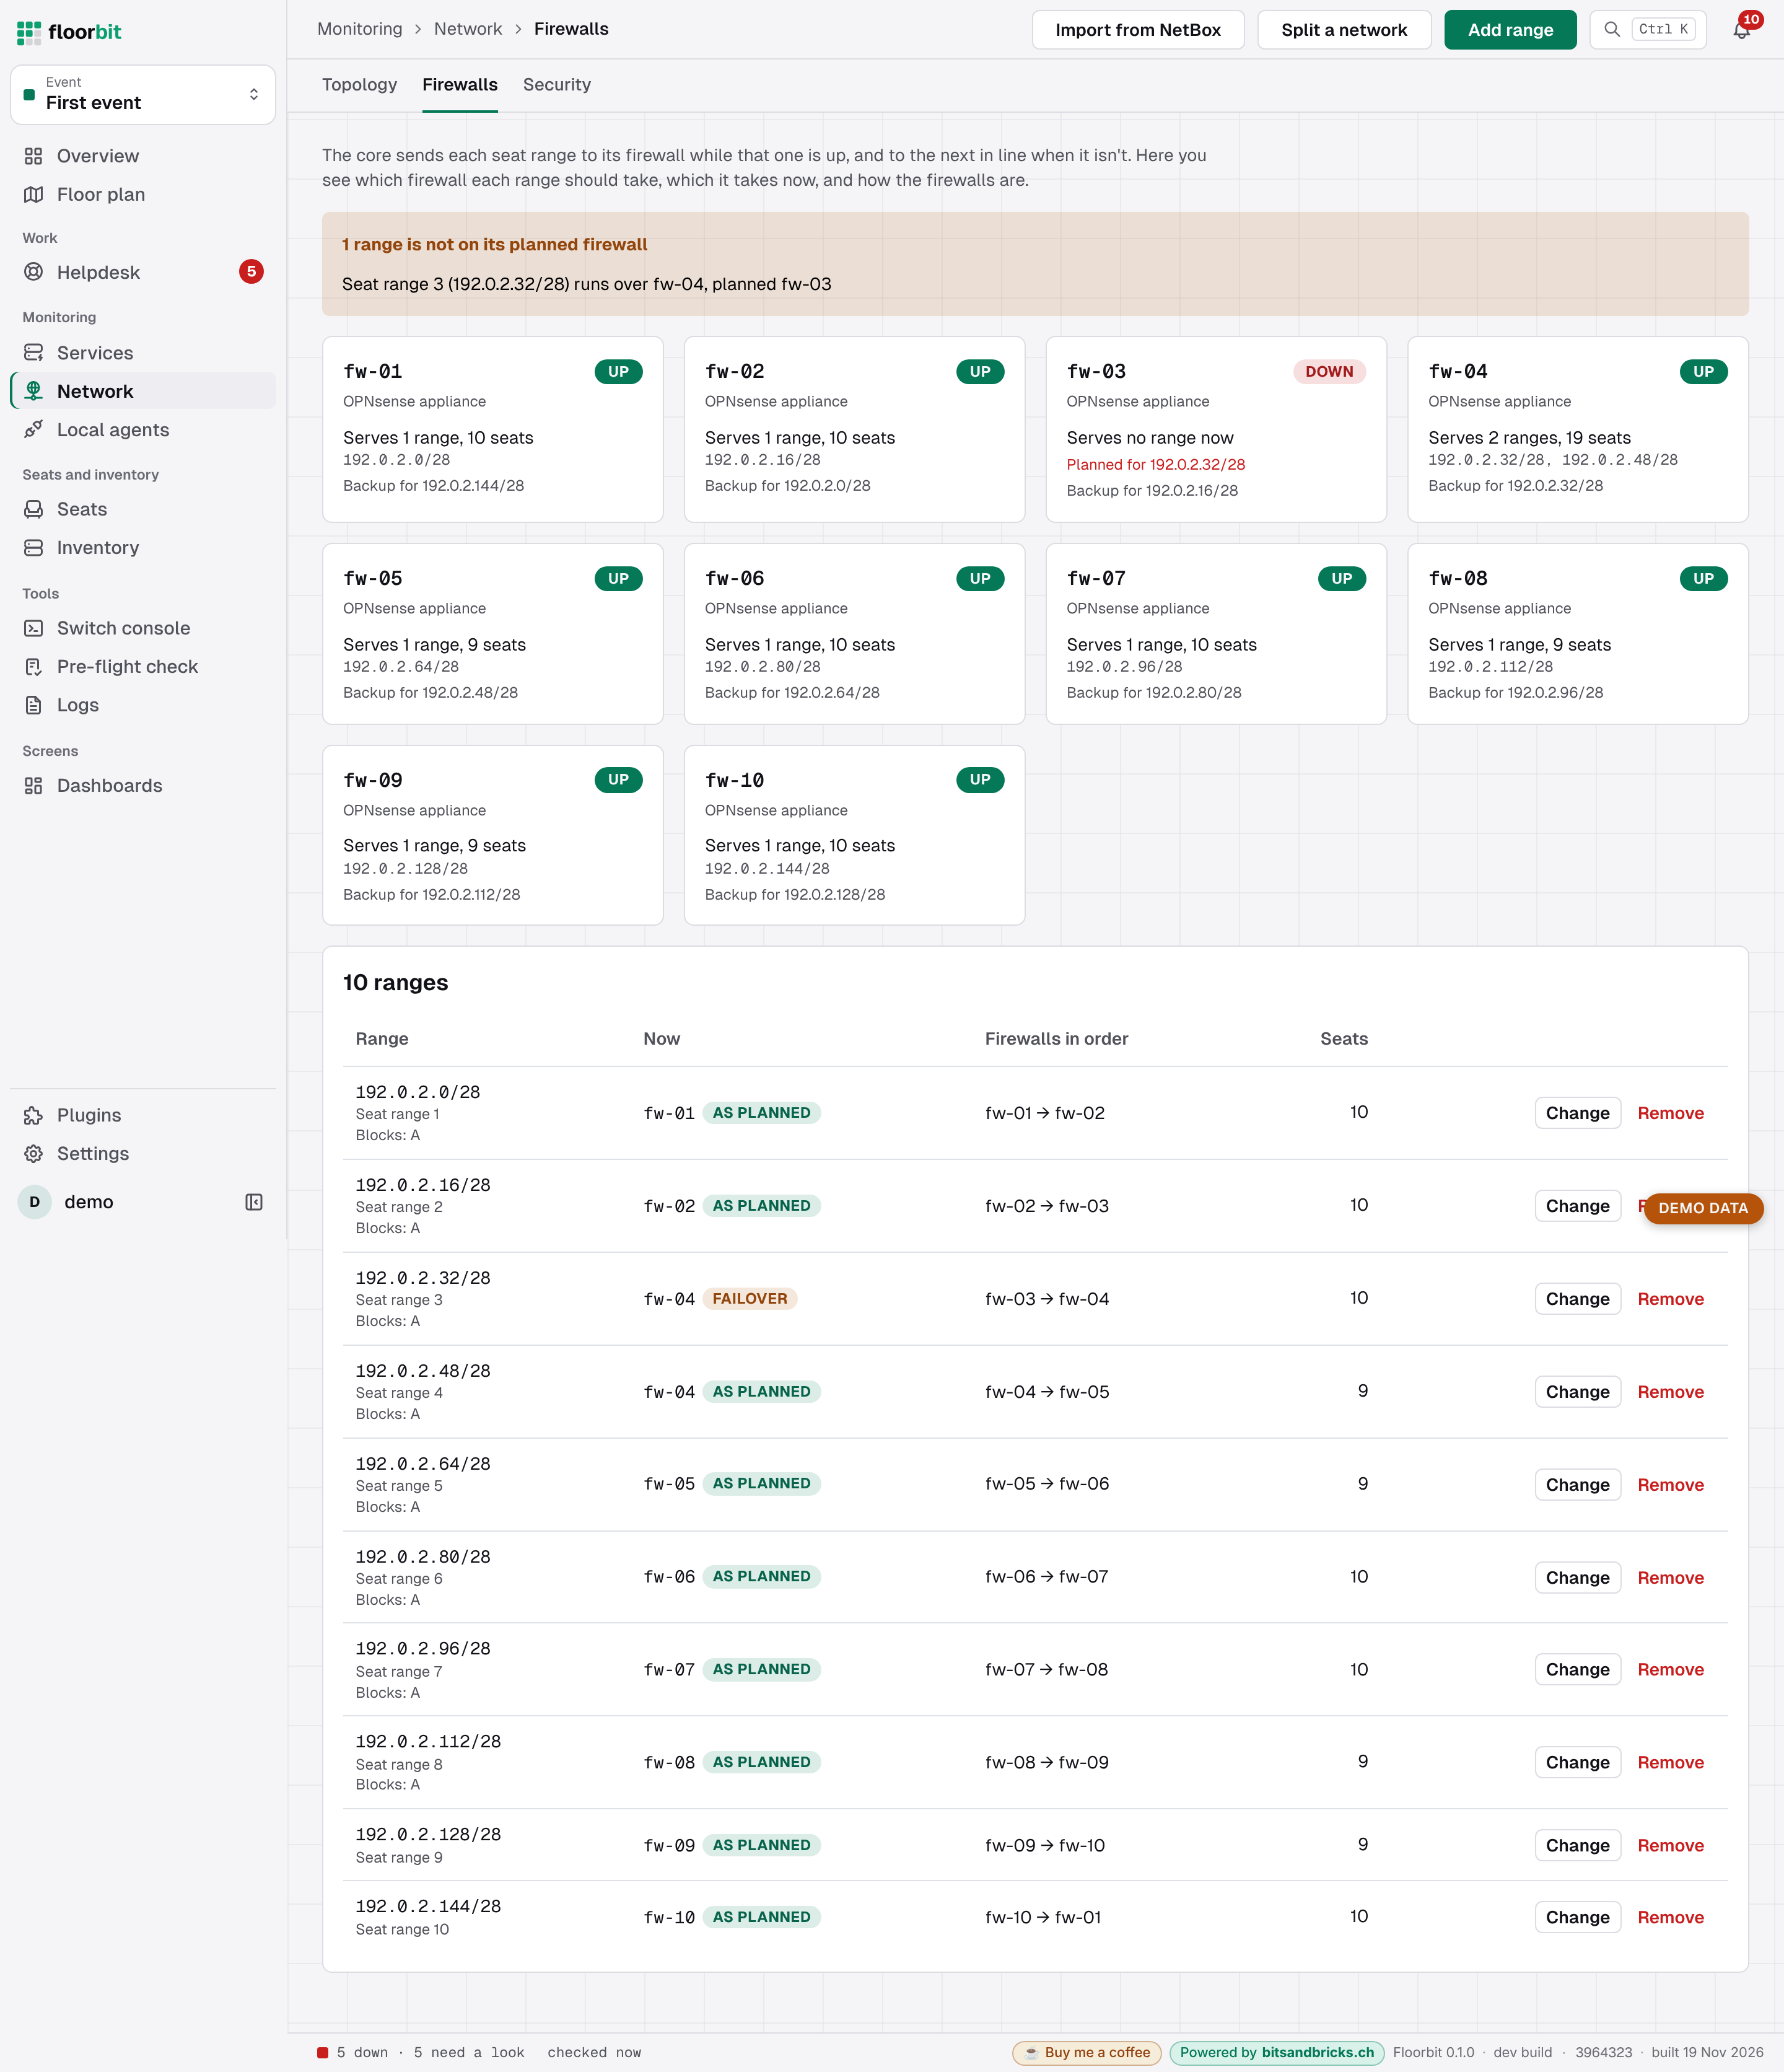 floorbit
Event
First event
Overview
Floor plan
Work
Helpdesk
5
Monitoring
Services
Network
Local agents
Seats and inventory
Seats
Inventory
Tools
Switch console
Pre-flight check
Logs
Screens
Dashboards
Plugins
Settings
D
demo
Monitoring > Network > Firewalls
Import from NetBox
Split a network
Add range
Ctrl K
10
Topology
Firewalls
Security
The core sends each seat range to its firewall while that one is up, and to the next in line when it isn't. Here you
see which firewall each range should take, which it takes now, and how the firewalls are.
1 range is not on its planned firewall
Seat range 3 (192.0.2.32/28) runs over fw-04, planned fw-03
fw-01 UP
OPNsense appliance
Serves 1 range, 10 seats
192.0.2.0/28
Backup for 192.0.2.144/28
fw-02 UP
OPNsense appliance
Serves 1 range, 10 seats
192.0.2.16/28
Backup for 192.0.2.0/28
fw-03 DOWN
OPNsense appliance
Serves no range now
Planned for 192.0.2.32/28
Backup for 192.0.2.16/28
fw-04 UP
OPNsense appliance
Serves 2 ranges, 19 seats
192.0.2.32/28, 192.0.2.48/28
Backup for 192.0.2.32/28
fw-05 UP
OPNsense appliance
Serves 1 range, 9 seats
192.0.2.64/28
Backup for 192.0.2.48/28
fw-06 UP
OPNsense appliance
Serves 1 range, 10 seats
192.0.2.80/28
Backup for 192.0.2.64/28
fw-07 UP
OPNsense appliance
Serves 1 range, 10 seats
192.0.2.96/28
Backup for 192.0.2.80/28
fw-08 UP
OPNsense appliance
Serves 1 range, 9 seats
192.0.2.112/28
Backup for 192.0.2.96/28
fw-09 UP
OPNsense appliance
Serves 1 range, 9 seats
192.0.2.128/28
Backup for 192.0.2.112/28
fw-10 UP
OPNsense appliance
Serves 1 range, 10 seats
192.0.2.144/28
Backup for 192.0.2.128/28
10 ranges
Range Now Firewalls in order Seats
192.0.2.0/28
Seat range 1
Blocks: A
fw-01 AS PLANNED fw-01 → fw-02 10 Change Remove
192.0.2.16/28
Seat range 2
Blocks: A
fw-02 AS PLANNED fw-02 → fw-03 10 Change
DEMO DATA
192.0.2.32/28
Seat range 3
Blocks: A
fw-04 FAILOVER fw-03 → fw-04 10 Change Remove
192.0.2.48/28
Seat range 4
Blocks: A
fw-04 AS PLANNED fw-04 → fw-05 9 Change Remove
192.0.2.64/28
Seat range 5
Blocks: A
fw-05 AS PLANNED fw-05 → fw-06 9 Change Remove
192.0.2.80/28
Seat range 6
Blocks: A
fw-06 AS PLANNED fw-06 → fw-07 10 Change Remove
192.0.2.96/28
Seat range 7
Blocks: A
fw-07 AS PLANNED fw-07 → fw-08 10 Change Remove
192.0.2.112/28
Seat range 8
Blocks: A
fw-08 AS PLANNED fw-08 → fw-09 9 Change Remove
192.0.2.128/28
Seat range 9
fw-09 AS PLANNED fw-09 → fw-10 9 Change Remove
192.0.2.144/28
Seat range 10
fw-10 AS PLANNED fw-10 → fw-01 10 Change Remove
5 down · 5 need a look checked now
Buy me a coffee
Powered by bitsandbricks.ch
Floorbit 0.1.0 · dev build · 3964323 · built 19 Nov 2026